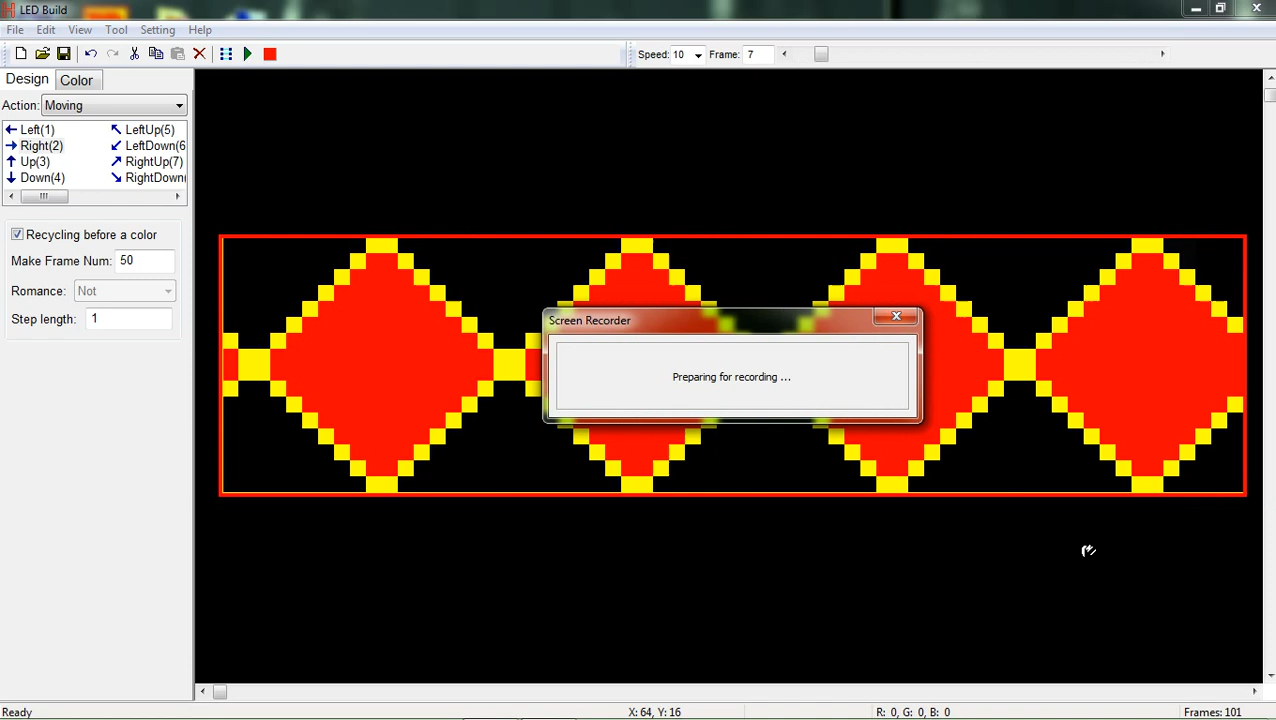 LED Build
File Edit View Tool Setting Help
Speed: 10 Frame: 7
Design Color
Action: Moving
Left(1) LeftUp(5)
Right(2) LeftDown(6
Up(3) RightUp(7)
Down(4) RightDown(
Recycling before a color
Make Frame Num: 50
Romance: Not
Step length: 1
Screen Recorder
Preparing for recording ...
Ready X: 64, Y: 16 R: 0, G: 0, B: 0 Frames: 101